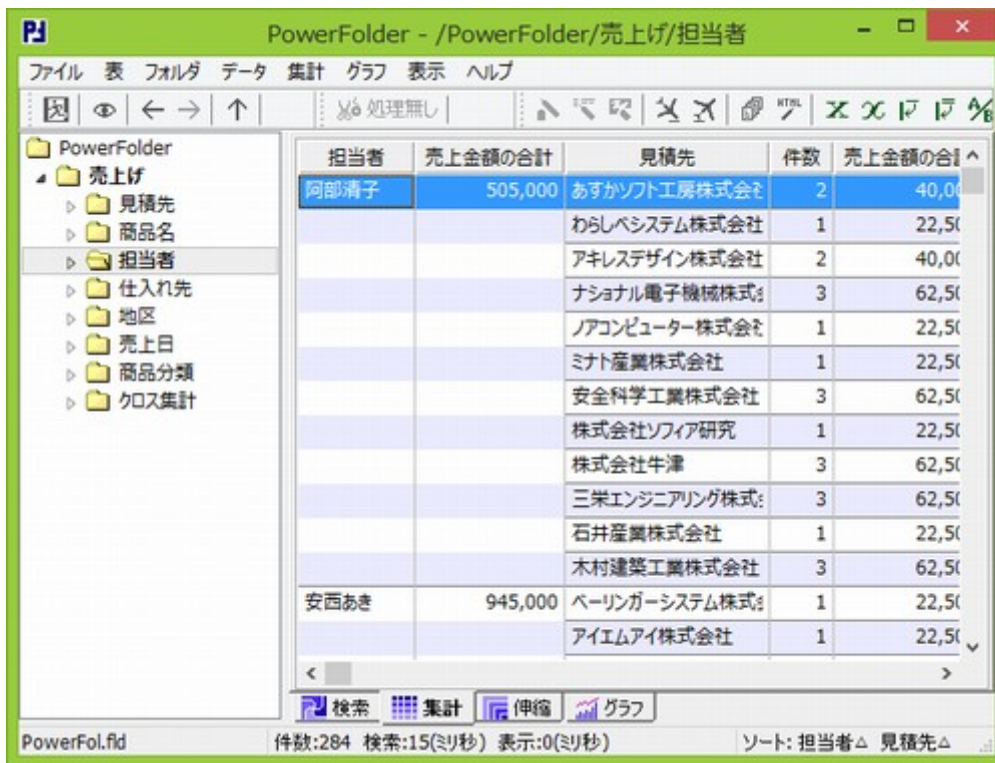 PowerFolder - /PowerFolder/売上げ/担当者
ファイル 表 フォルダ データ 集計 グラフ 表示 ヘルプ
処理無し HTML
PowerFolder
売上げ
見積先
商品名
担当者
仕入れ先
地区
売上日
商品分類
クロス集計
担当者 売上金額の合計 見積先 件数 売上金額の合
阿部清子 505,000 あすかソフト工房株式会 2 40,0
わらしべシステム株式会社 1 22,5
アキレスデザイン株式会社 2 40,0
ナショナル電子機械株式 3 62,5
ノアコンピューター株式会 1 22,5
ミナト産業株式会社 1 22,5
安全科学工業株式会社 3 62,5
株式会社ソフィア研究 1 22,5
株式会社牛津 3 62,5
三栄エンジニアリング株式 3 62,5
石井産業株式会社 1 22,5
木村建築工業株式会社 3 62,5
安西あき 945,000 ベーリンガーシステム株式 1 22,5
アイエムアイ株式会社 1 22,5
検索 集計 伸縮 グラフ
PowerFol.fld 件数:284 検索:15(ミリ秒) 表示:0(ミリ秒) ソート: 担当者△ 見積先△